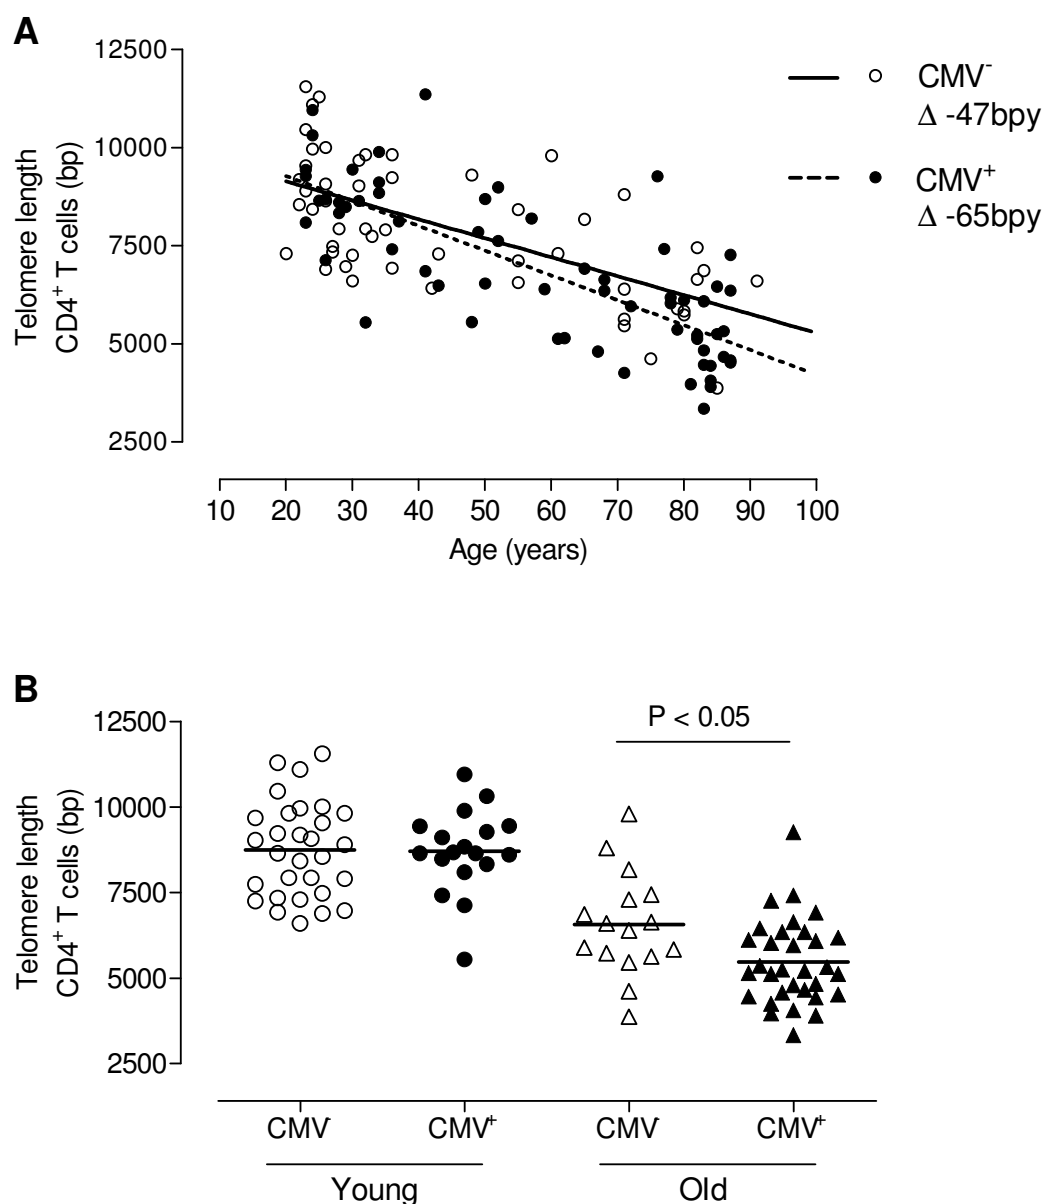 A
12500
10000
7500
5000
2500
Telomere length
CD4⁺ T cells (bp)
10 20 30 40 50 60 70 80 90 100
Age (years)
CMV⁻
Δ -47bpy
CMV⁺
Δ -65bpy
B
12500
10000
7500
5000
2500
Telomere length
CD4⁺ T cells (bp)
P < 0.05
CMV⁻ CMV⁺ CMV⁻ CMV⁺
Young Old